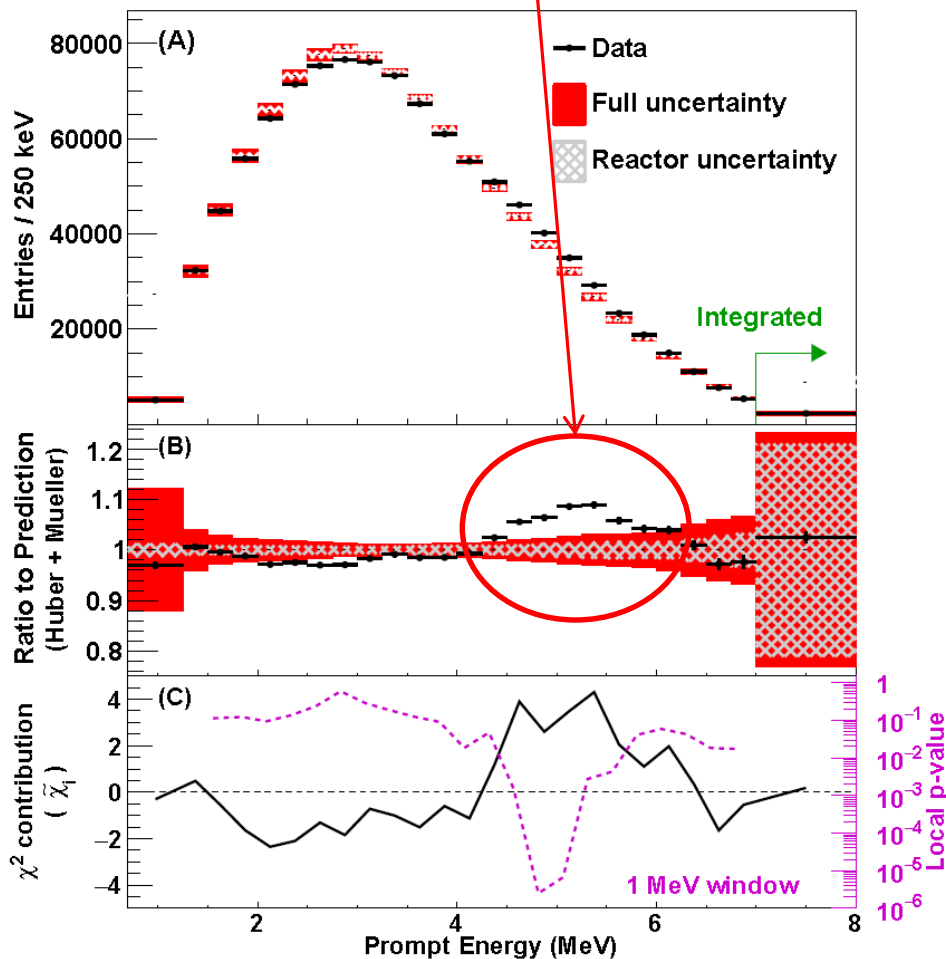 (A)
Data
Full uncertainty
Reactor uncertainty
Integrated
80000
60000
40000
20000
Entries / 250 keV
(B)
1.2
1.1
1
0.9
0.8
Ratio to Prediction
(Huber + Mueller)
(C)
4
2
0
−2
−4
χ² contribution
( χ̃ᵢ )
1
10⁻¹
10⁻²
10⁻³
10⁻⁴
10⁻⁵
10⁻⁶
Local p-value
1 MeV window
2 4 6 8
Prompt Energy (MeV)